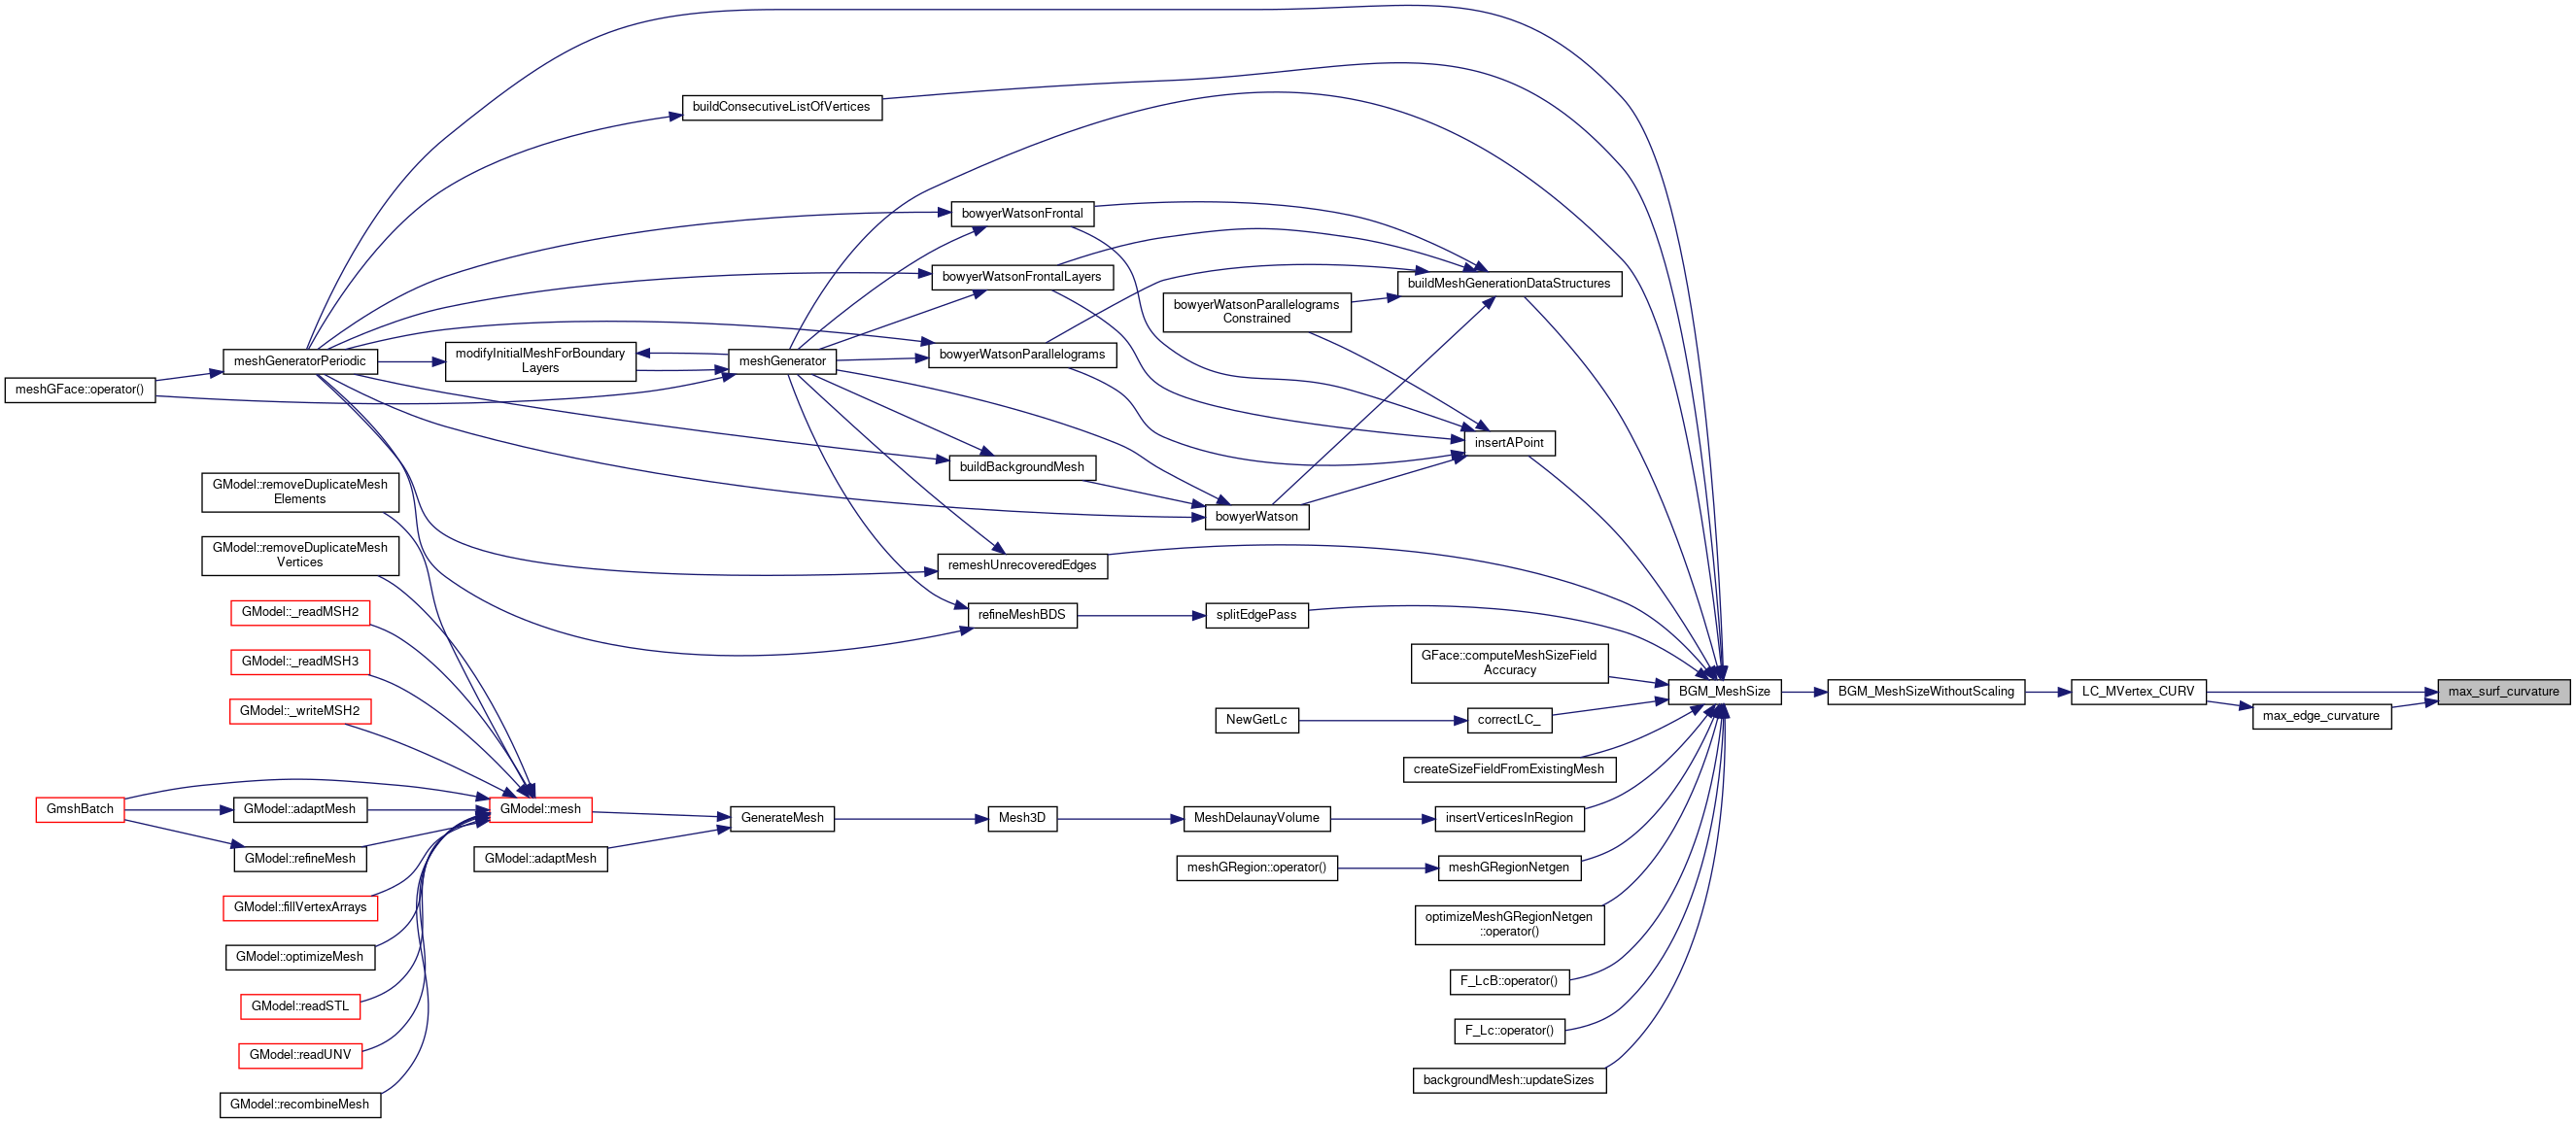 buildConsecutiveListOfVertices
bowyerWatsonFrontal
bowyerWatsonFrontalLayers
buildMeshGenerationDataStructures
bowyerWatsonParallelograms
Constrained
meshGeneratorPeriodic
modifyInitialMeshForBoundary
Layers
meshGenerator
bowyerWatsonParallelograms
meshGFace::operator()
insertAPoint
buildBackgroundMesh
GModel::removeDuplicateMesh
Elements
bowyerWatson
GModel::removeDuplicateMesh
Vertices
remeshUnrecoveredEdges
GModel::_readMSH2
refineMeshBDS
splitEdgePass
GModel::_readMSH3
GFace::computeMeshSizeField
Accuracy
BGM_MeshSize
BGM_MeshSizeWithoutScaling
LC_MVertex_CURV
max_surf_curvature
GModel::_writeMSH2
NewGetLc
correctLC_
max_edge_curvature
createSizeFieldFromExistingMesh
GmshBatch
GModel::adaptMesh
GModel::mesh
GenerateMesh
Mesh3D
MeshDelaunayVolume
insertVerticesInRegion
GModel::refineMesh
GModel::adaptMesh
meshGRegion::operator()
meshGRegionNetgen
GModel::fillVertexArrays
optimizeMeshGRegionNetgen
::operator()
GModel::optimizeMesh
F_LcB::operator()
GModel::readSTL
F_Lc::operator()
GModel::readUNV
backgroundMesh::updateSizes
GModel::recombineMesh